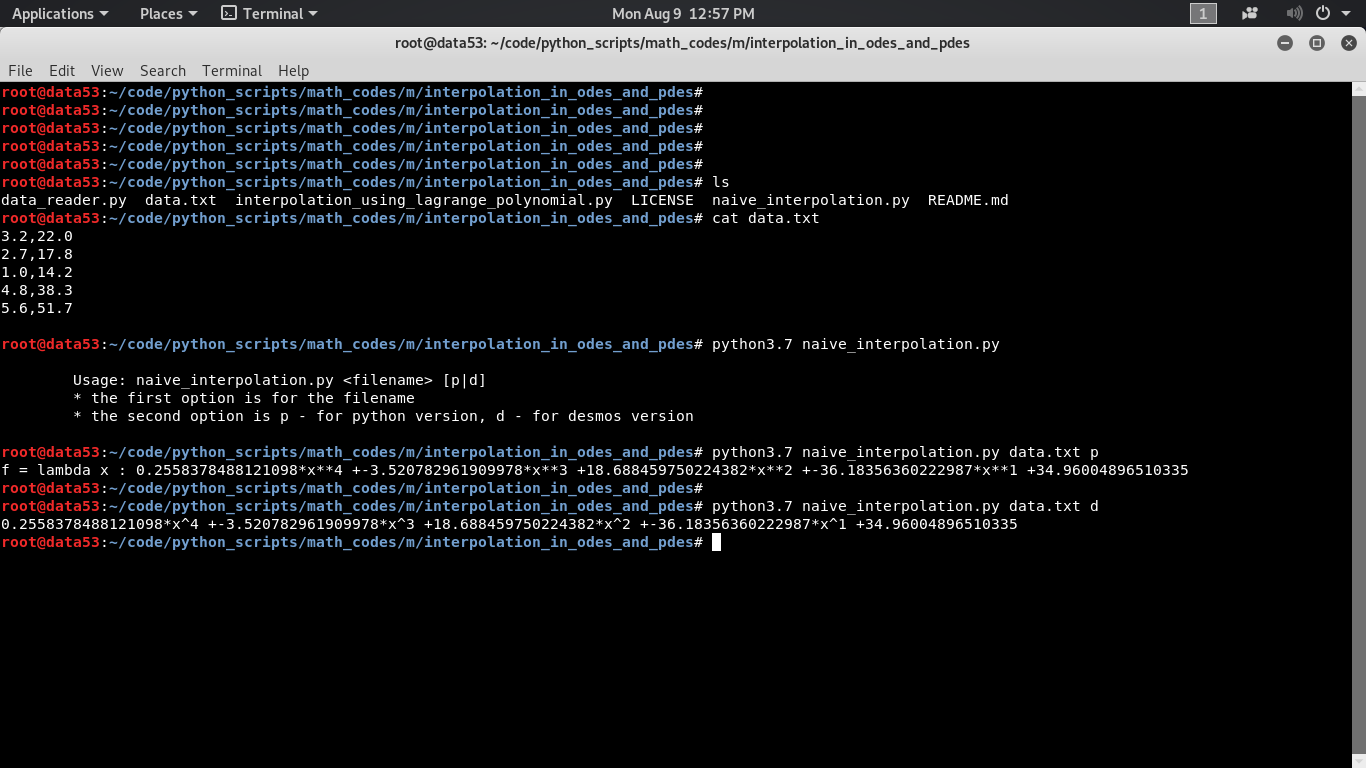 Applications Places Terminal Mon Aug 9 12:57 PM 1
root@data53: ~/code/python_scripts/math_codes/m/interpolation_in_odes_and_pdes
File Edit View Search Terminal Help
root@data53:~/code/python_scripts/math_codes/m/interpolation_in_odes_and_pdes#
root@data53:~/code/python_scripts/math_codes/m/interpolation_in_odes_and_pdes#
root@data53:~/code/python_scripts/math_codes/m/interpolation_in_odes_and_pdes#
root@data53:~/code/python_scripts/math_codes/m/interpolation_in_odes_and_pdes#
root@data53:~/code/python_scripts/math_codes/m/interpolation_in_odes_and_pdes#
root@data53:~/code/python_scripts/math_codes/m/interpolation_in_odes_and_pdes# ls
data_reader.py  data.txt  interpolation_using_lagrange_polynomial.py  LICENSE  naive_interpolation.py  README.md
root@data53:~/code/python_scripts/math_codes/m/interpolation_in_odes_and_pdes# cat data.txt
3.2,22.0
2.7,17.8
1.0,14.2
4.8,38.3
5.6,51.7
root@data53:~/code/python_scripts/math_codes/m/interpolation_in_odes_and_pdes# python3.7 naive_interpolation.py
Usage: naive_interpolation.py <filename> [p|d]
* the first option is for the filename
* the second option is p - for python version, d - for desmos version
root@data53:~/code/python_scripts/math_codes/m/interpolation_in_odes_and_pdes# python3.7 naive_interpolation.py data.txt p
f = lambda x : 0.2558378488121098*x**4 +-3.520782961909978*x**3 +18.688459750224382*x**2 +-36.18356360222987*x**1 +34.96004896510335
root@data53:~/code/python_scripts/math_codes/m/interpolation_in_odes_and_pdes#
root@data53:~/code/python_scripts/math_codes/m/interpolation_in_odes_and_pdes# python3.7 naive_interpolation.py data.txt d
0.2558378488121098*x^4 +-3.520782961909978*x^3 +18.688459750224382*x^2 +-36.18356360222987*x^1 +34.96004896510335
root@data53:~/code/python_scripts/math_codes/m/interpolation_in_odes_and_pdes#